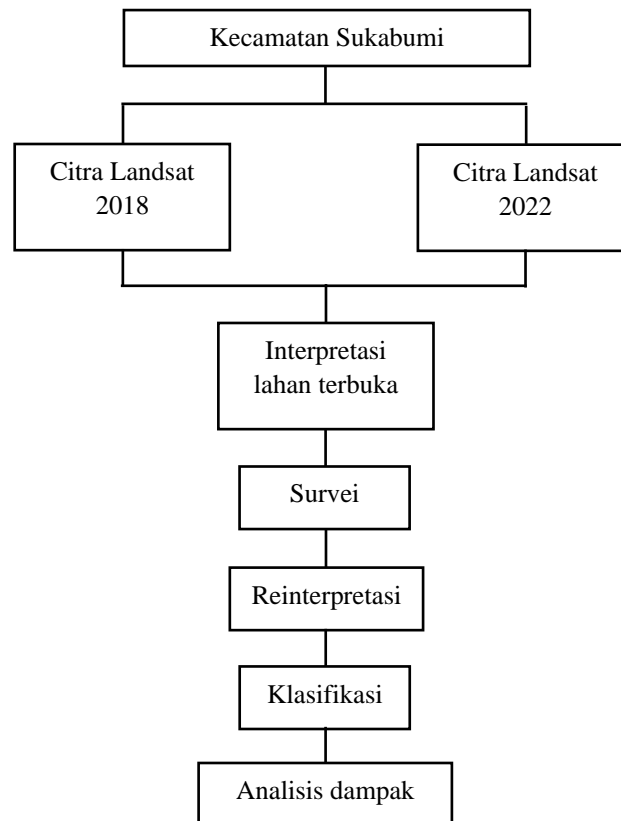 Kecamatan Sukabumi
Citra Landsat
2018
Citra Landsat
2022
Interpretasi
lahan terbuka
Survei
Reinterpretasi
Klasifikasi
Analisis dampak